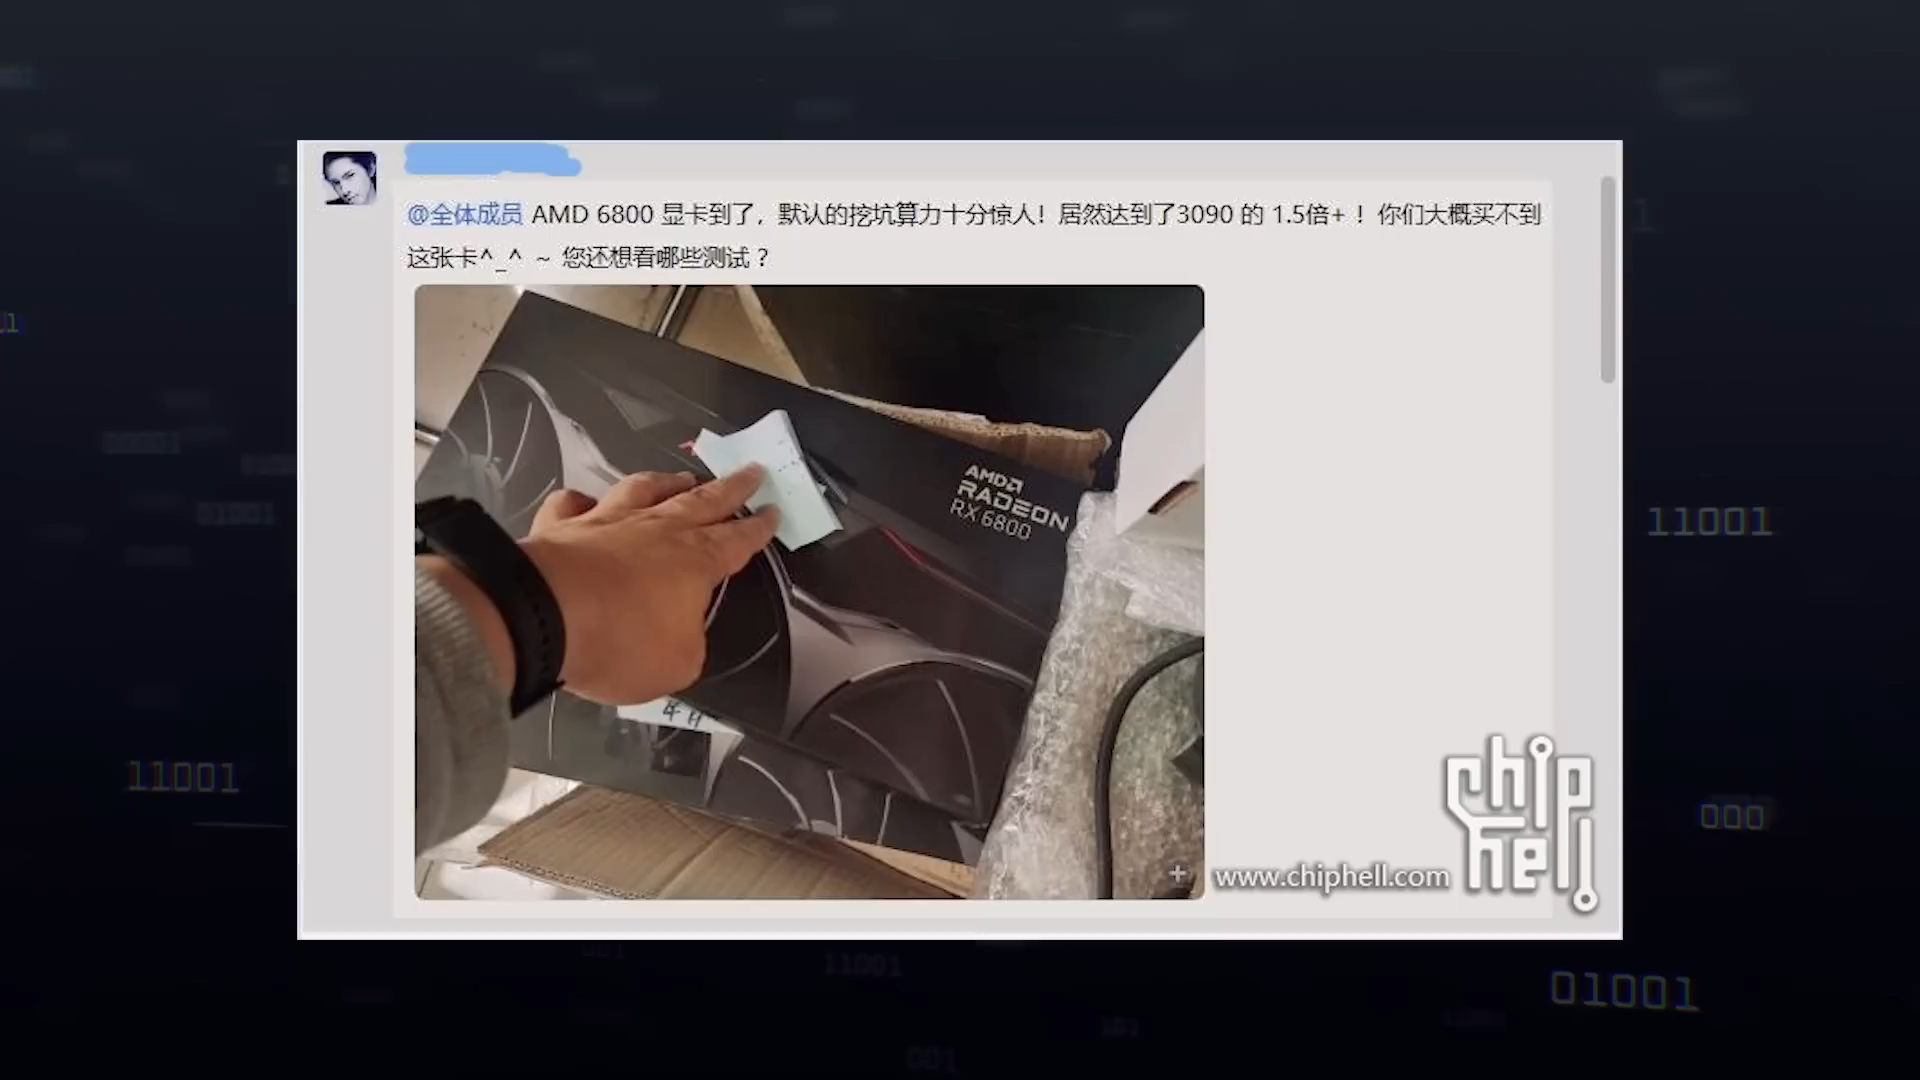 @全体成员 AMD 6800 显卡到了，默认的挖坑算力十分惊人！居然达到了3090 的 1.5倍+！你们大概买不到
这张卡^_^ ~ 您还想看哪些测试？
AMD
RADEON
RX 6800
www.chiphell.com
chip
hell
11001
11001
000
01001
01001
11001
001